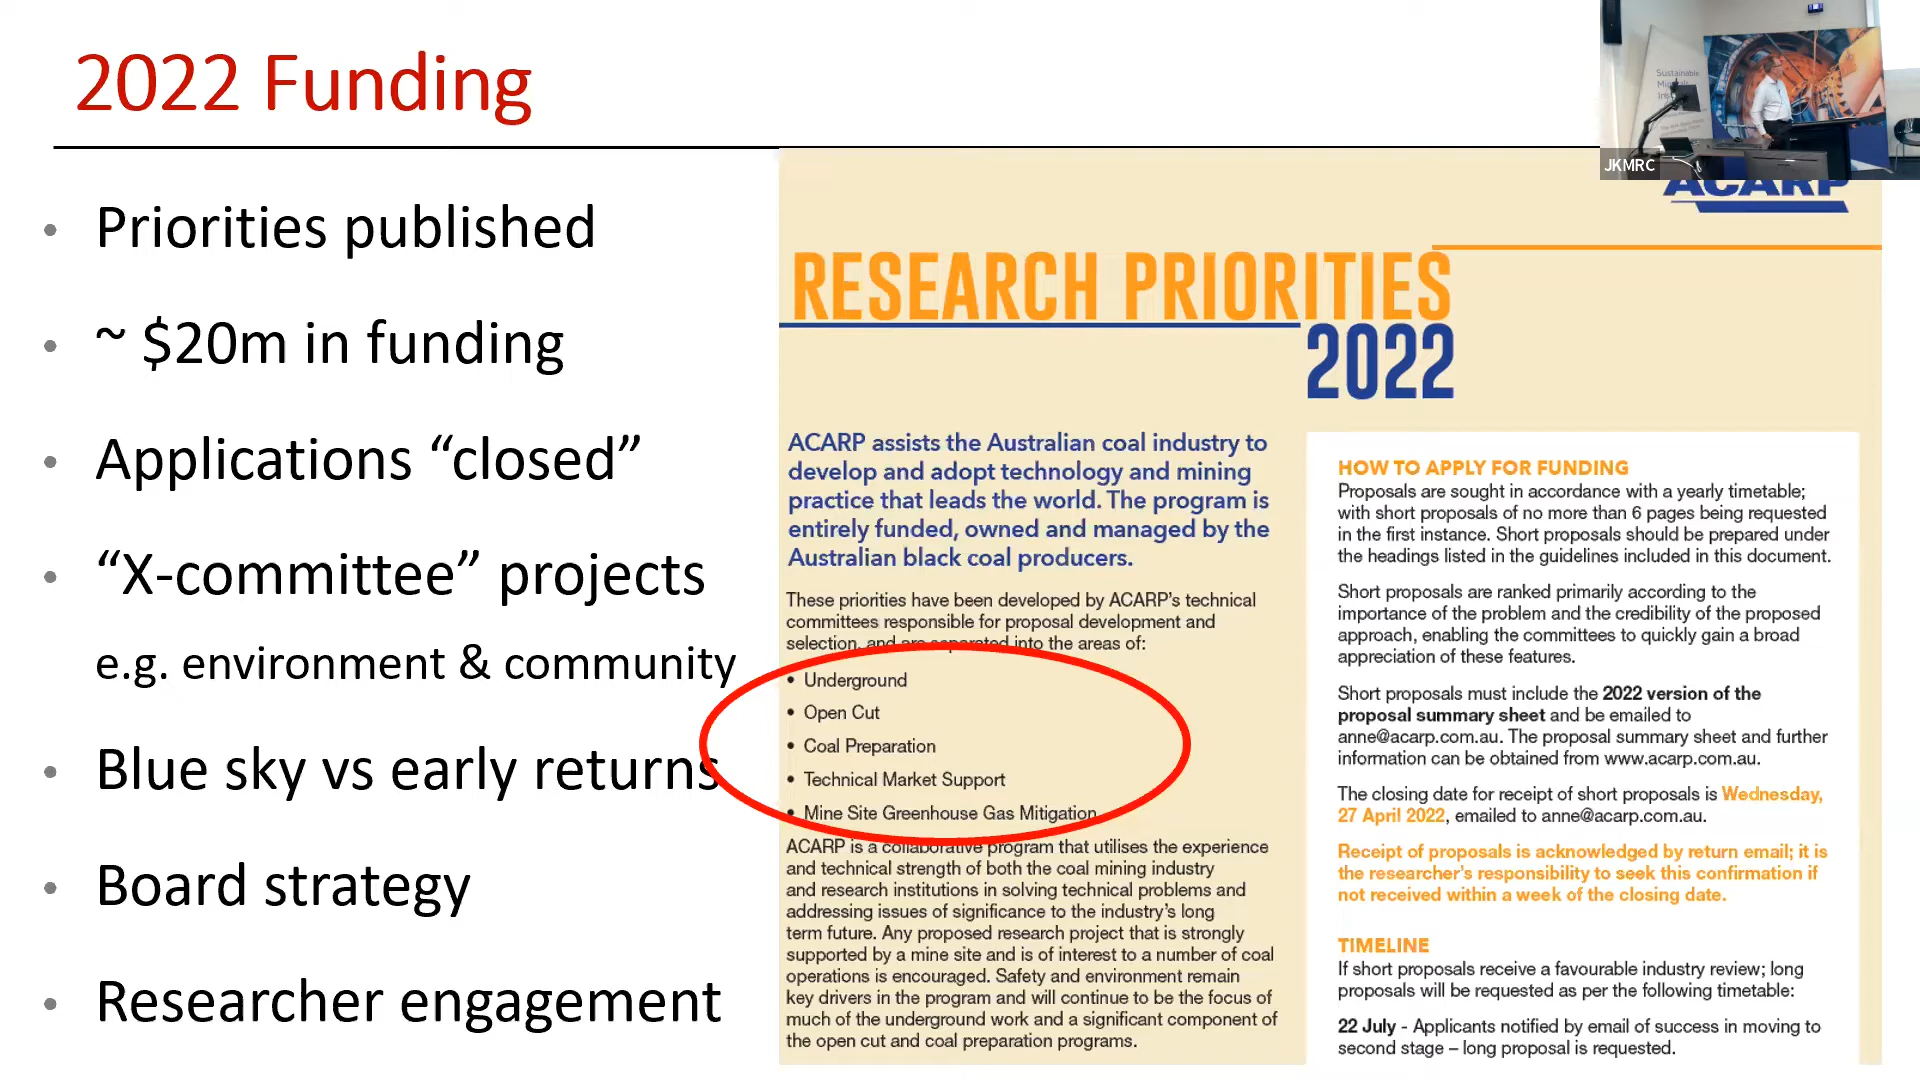 2022 Funding
• Priorities published
• ~ $20m in funding
• Applications “closed”
• “X-committee” projects
e.g. environment & community
• Blue sky vs early returns
• Board strategy
• Researcher engagement
Sustainable
JKMRC
ACARP
RESEARCH PRIORITIES
2022
ACARP assists the Australian coal industry to
develop and adopt technology and mining
practice that leads the world. The program is
entirely funded, owned and managed by the
Australian black coal producers.
These priorities have been developed by ACARP’s technical
committees responsible for proposal development and
selection, and are separated into the areas of:
• Underground
• Open Cut
• Coal Preparation
• Technical Market Support
• Mine Site Greenhouse Gas Mitigation
ACARP is a collaborative program that utilises the experience
and technical strength of both the coal mining industry
and research institutions in solving technical problems and
addressing issues of significance to the industry’s long
term future. Any proposed research project that is strongly
supported by a mine site and is of interest to a number of coal
operations is encouraged. Safety and environment remain
key drivers in the program and will continue to be the focus of
much of the underground work and a significant component of
the open cut and coal preparation programs.
HOW TO APPLY FOR FUNDING
Proposals are sought in accordance with a yearly timetable;
with short proposals of no more than 6 pages being requested
in the first instance. Short proposals should be prepared under
the headings listed in the guidelines included in this document.
Short proposals are ranked primarily according to the
importance of the problem and the credibility of the proposed
approach, enabling the committees to quickly gain a broad
appreciation of these features.
Short proposals must include the 2022 version of the
proposal summary sheet and be emailed to
anne@acarp.com.au. The proposal summary sheet and further
information can be obtained from www.acarp.com.au.
The closing date for receipt of short proposals is Wednesday,
27 April 2022, emailed to anne@acarp.com.au.
Receipt of proposals is acknowledged by return email; it is
the researcher’s responsibility to seek this confirmation if
not received within a week of the closing date.
TIMELINE
If short proposals receive a favourable industry review; long
proposals will be requested as per the following timetable:
22 July - Applicants notified by email of success in moving to
second stage – long proposal is requested.